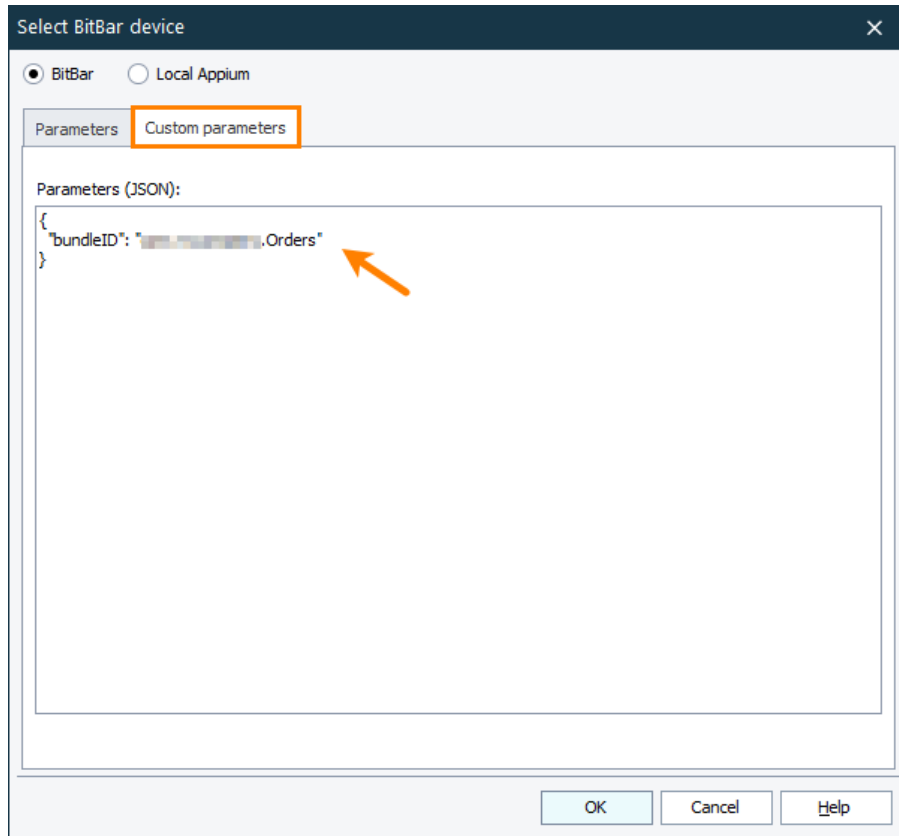 Select BitBar device
BitBar Local Appium
Parameters Custom parameters
Parameters (JSON):
{
"bundleID": " .Orders"
}
OK Cancel Help